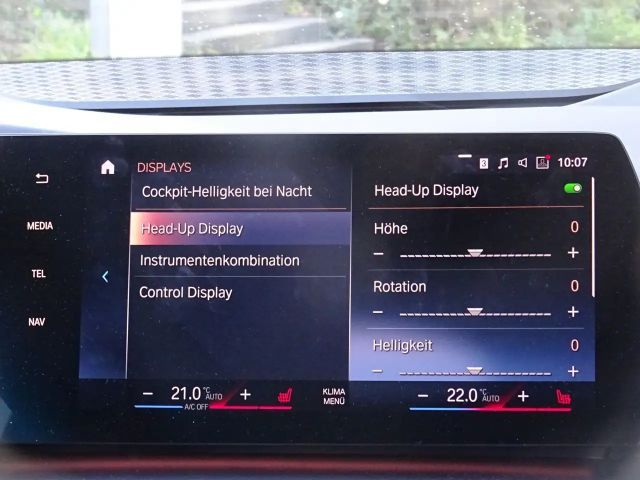 DISPLAYS
3
10:07
Cockpit-Helligkeit bei Nacht
Head-Up Display
Instrumentenkombination
Control Display
Head-Up Display
Höhe 0
− +
Rotation 0
− +
Helligkeit 0
− +
MEDIA
TEL
NAV
− 21.0 °C AUTO +
A/C OFF
KLIMA
MENÜ
− 22.0 °C AUTO +